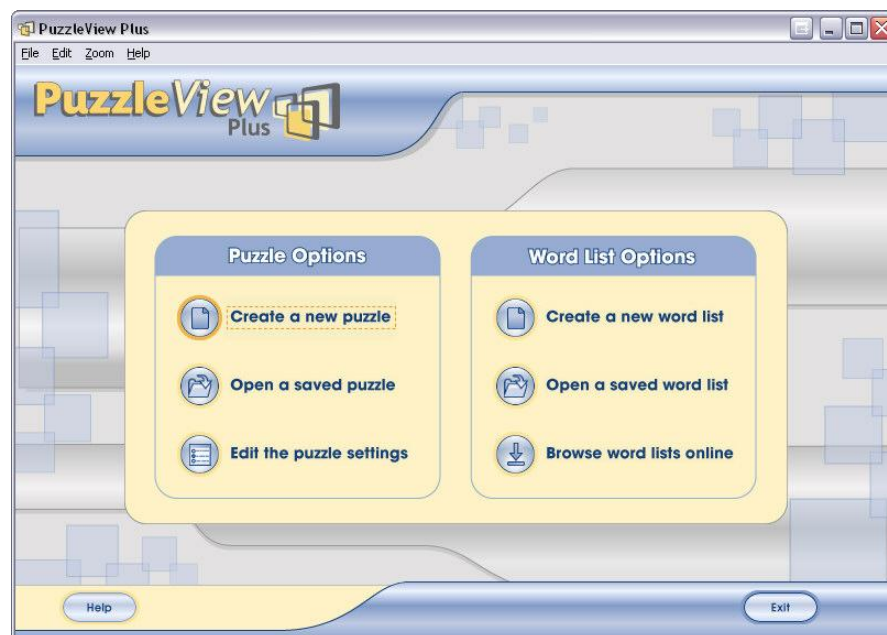 PuzzleView Plus
File Edit Zoom Help
PuzzleView
Plus
Puzzle Options
Create a new puzzle
Open a saved puzzle
Edit the puzzle settings
Word List Options
Create a new word list
Open a saved word list
Browse word lists online
Help
Exit